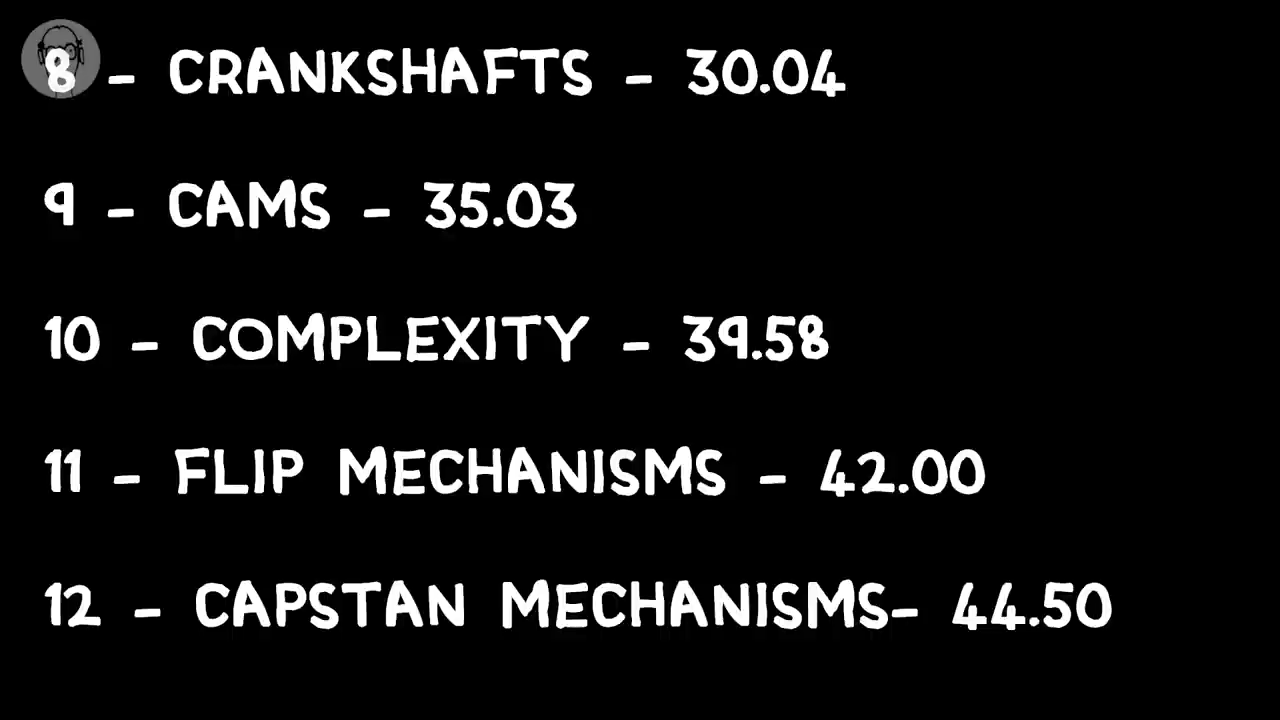 8 - CRANKSHAFTS - 30.04
9 - CAMS - 35.03
10 - COMPLEXITY - 39.58
11 - FLIP MECHANISMS - 42.00
12 - CAPSTAN MECHANISMS- 44.50